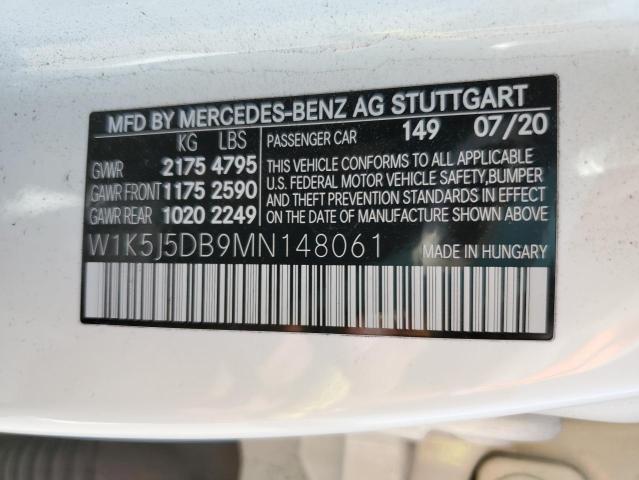 MFD BY MERCEDES-BENZ AG STUTTGART
KG LBS PASSENGER CAR 149 07/20
GVWR 2175 4795
GAWR FRONT 1175 2590
GAWR REAR 1020 2249
THIS VEHICLE CONFORMS TO ALL APPLICABLE
U.S. FEDERAL MOTOR VEHICLE SAFETY,BUMPER
AND THEFT PREVENTION STANDARDS IN EFFECT
ON DATE OF MANUFACTURE SHOWN ABOVE
W1K5J5DB9MN148061 MADE IN HUNGARY